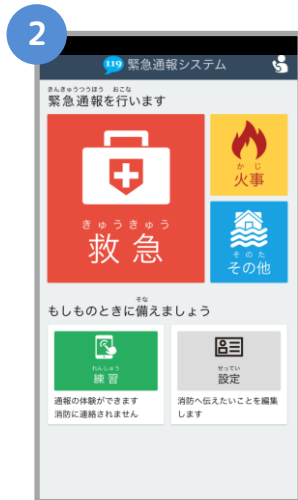 2
119 緊急通報システム
きんきゅうつうほう おこな
緊急通報を行います
きゅうきゅう
救急
かじ
火事
そのた
その他
そな
もしものときに備えましょう
れんしゅう
練習
通報の体験ができます
消防に連絡されません
せってい
設定
消防へ伝えたいことを編集
します